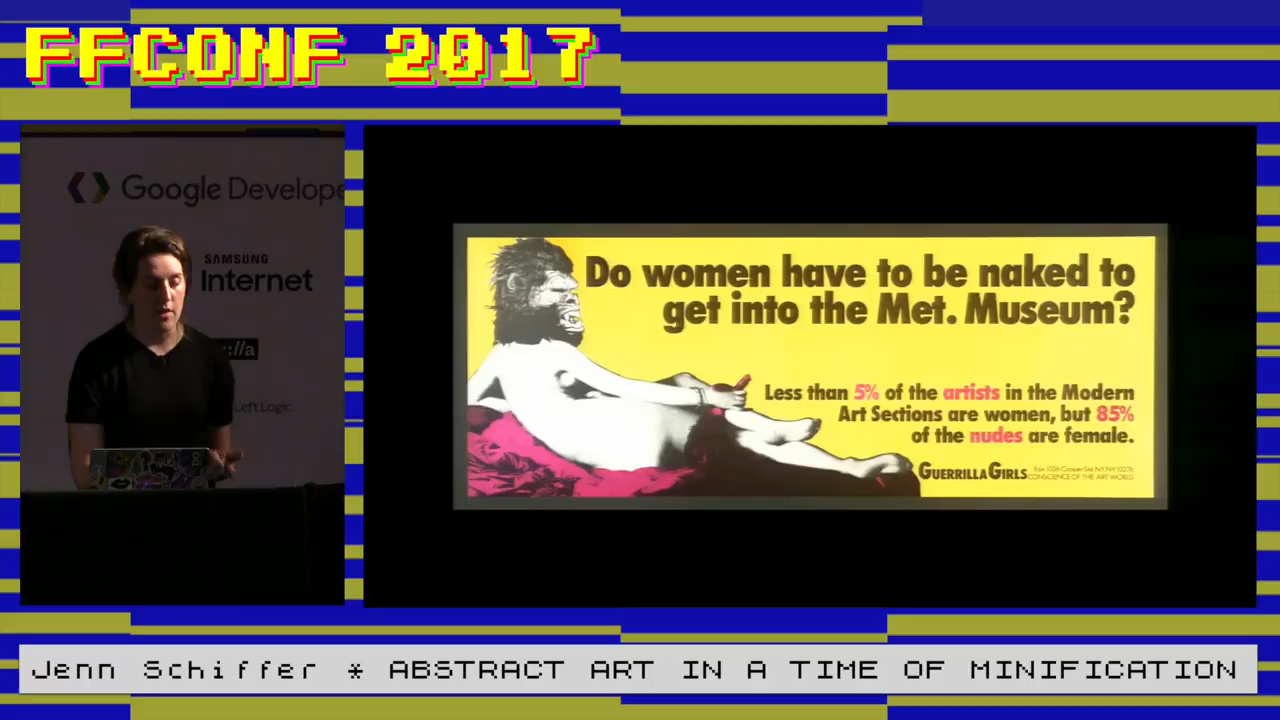 FFCONF 2017
Google Develope
SAMSUNG
Internet
://a
Left Logic
Do women have to be naked to
get into the Met. Museum?
Less than 5% of the artists in the Modern
Art Sections are women, but 85%
of the nudes are female.
GUERRILLA GIRLS
CONSCIENCE OF THE ART WORLD
Jenn Schiffer * ABSTRACT ART IN A TIME OF MINIFICATION